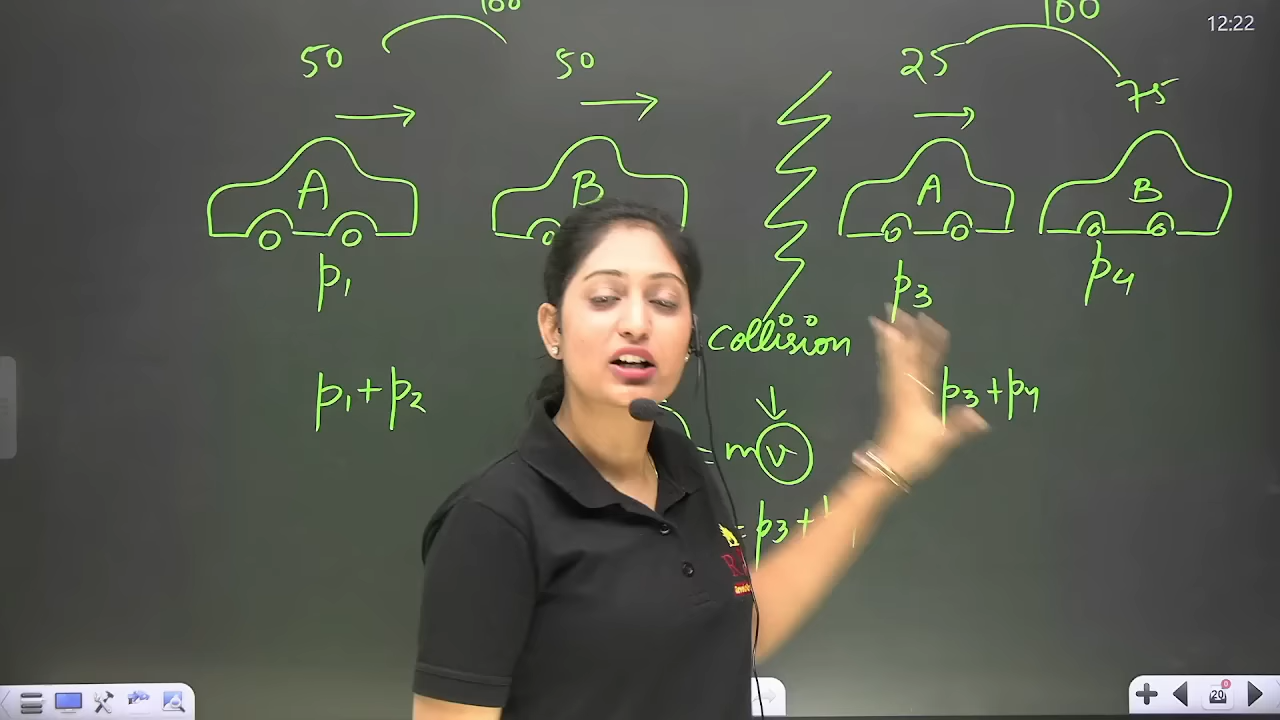 100 100 12:22
50 50 25 75
A B A B
p1 p3 p4
collision
p1+p2 p3+p4
= mv
= p3+
R
20